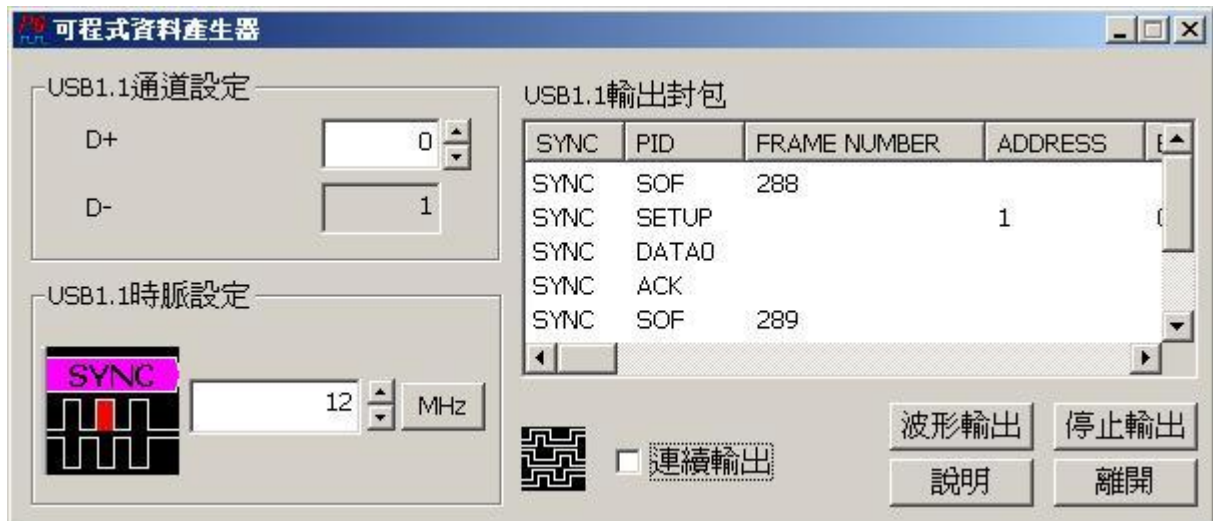 PG 可程式資料產生器
USB1.1通道設定
D+ 0
D- 1
USB1.1時脈設定
SYNC
12 MHz
USB1.1輸出封包
SYNC PID FRAME NUMBER ADDRESS
SYNC SOF 288
SYNC SETUP 1
SYNC DATA0
SYNC ACK
SYNC SOF 289
連續輸出
波形輸出 停止輸出
說明 離開